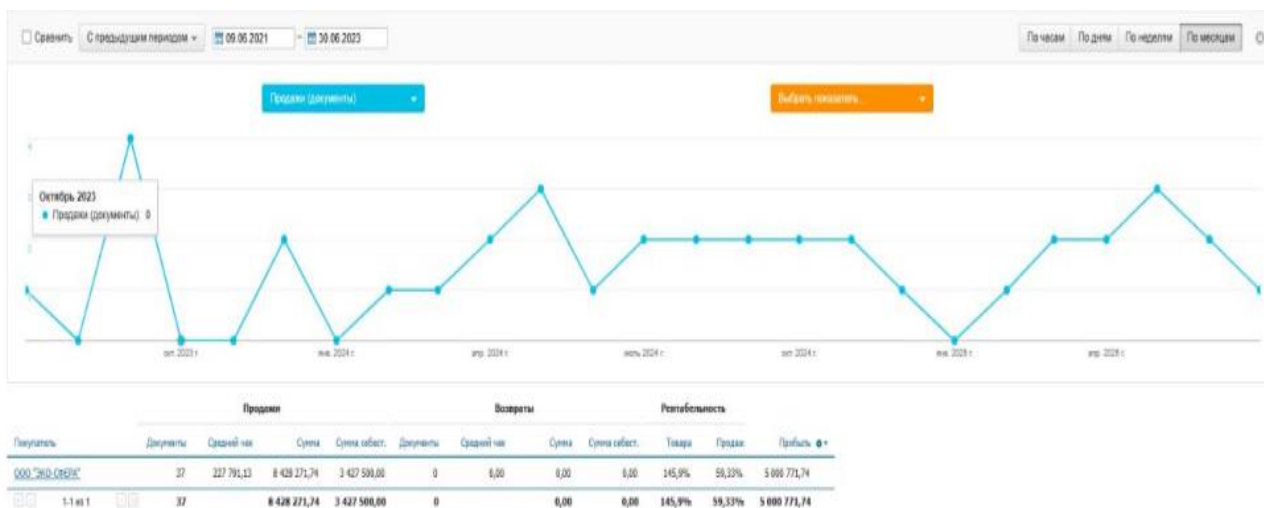 Сравнить С предыдущим периодом 09.06.2021 – 30.06.2023 По часам По дням По неделям По месяцам
Продажи (документы) Выбрать показатель...
4
Октябрь 2023
Продажи (документы) 0
окт. 2023 г. янв. 2024 г. апр. 2024 г. июль 2024 г. окт. 2024 г. янв. 2025 г. апр. 2025 г.
Продажи Возвраты Рентабельность
Покупатель Документы Средний чек Сумма Сумма себест. Документы Средний чек Сумма Сумма себест. Товара Продаж Прибыль
ООО "ЭКО-СФЕРА" 37 227 791,13 8 428 271,74 3 427 500,00 0 0,00 0,00 0,00 145,9% 59,33% 5 000 771,74
1-1 из 1 37 8 428 271,74 3 427 500,00 0 0,00 0,00 145,9% 59,33% 5 000 771,74